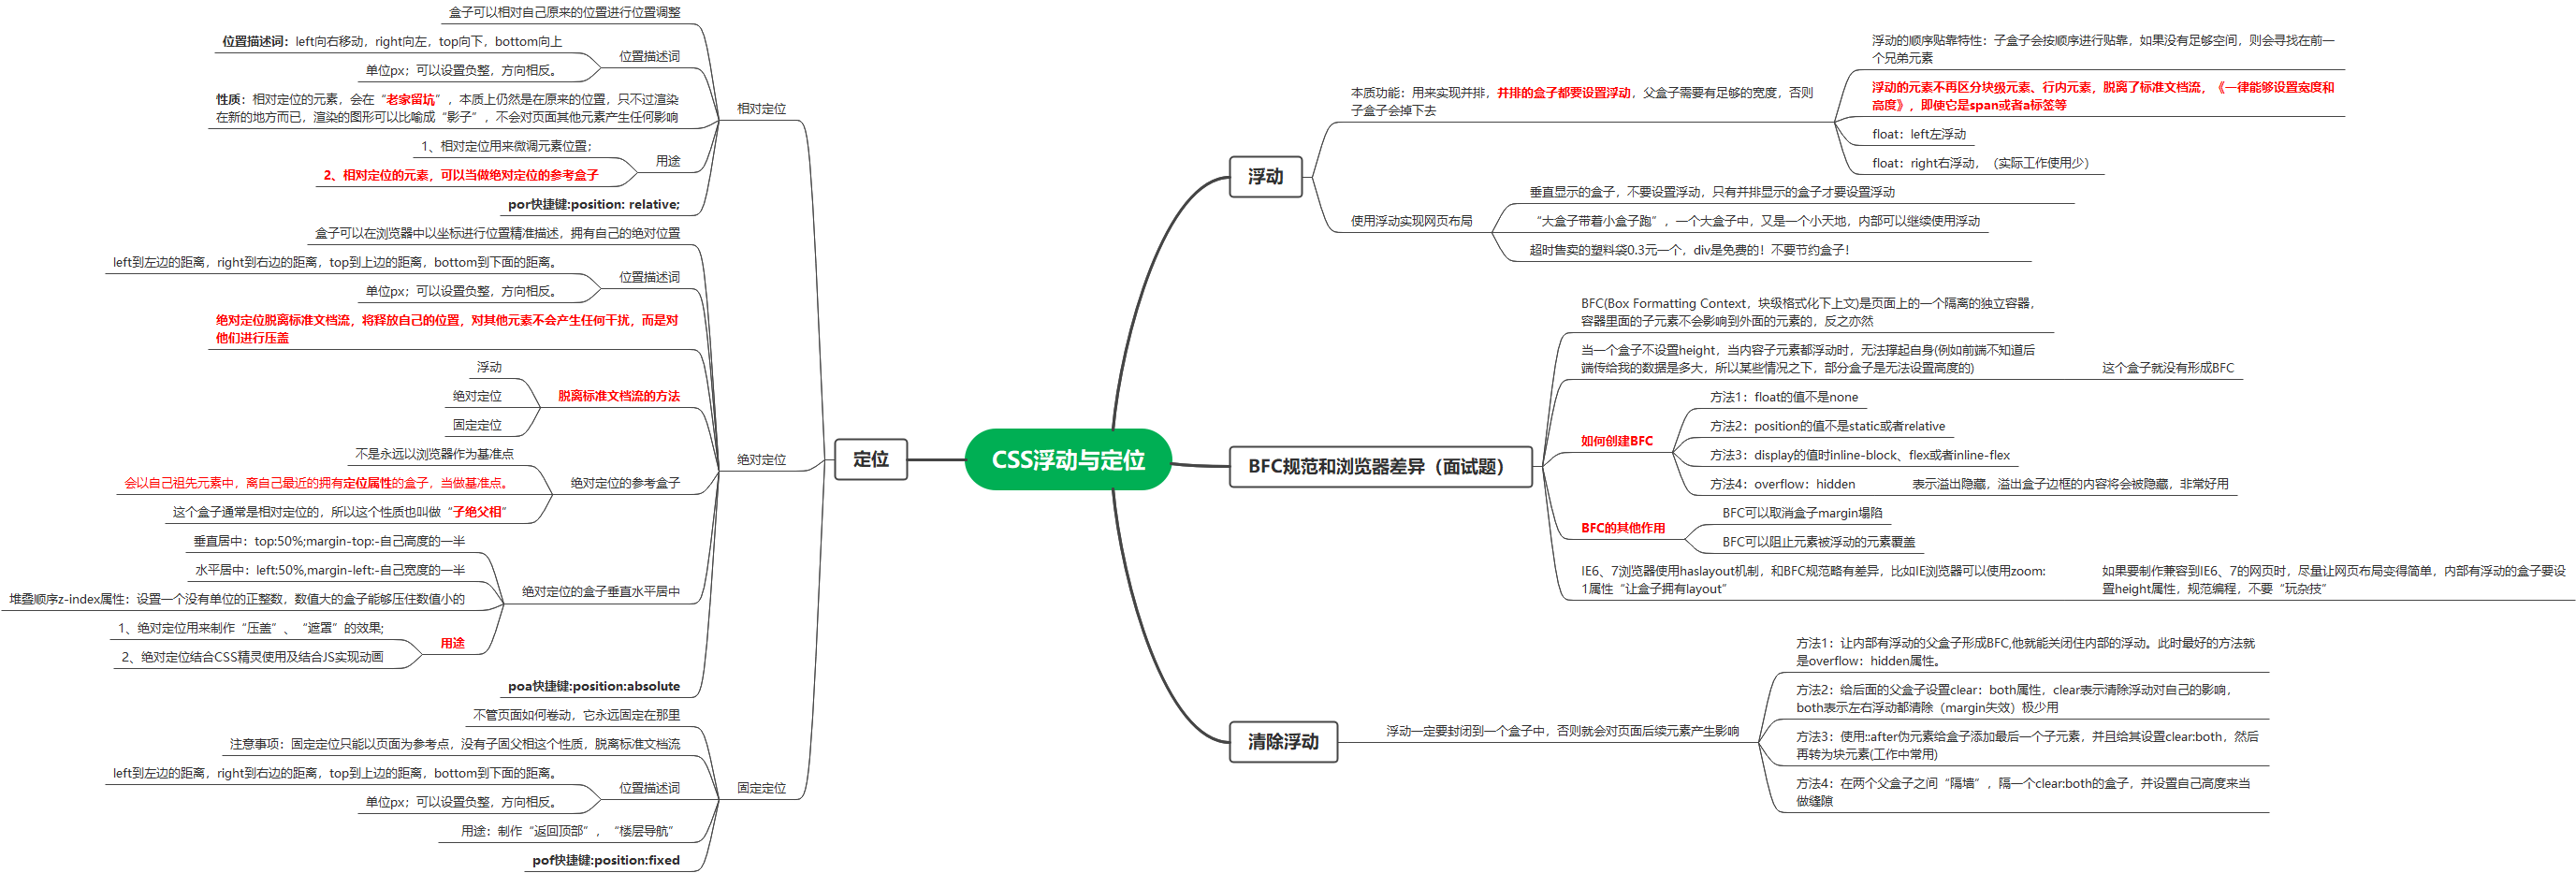 CSS浮动与定位
浮动
本质功能：用来实现并排，并排的盒子都要设置浮动，父盒子需要有足够的宽度，否则
子盒子会掉下去
浮动的顺序贴靠特性：子盒子会按顺序进行贴靠，如果没有足够空间，则会寻找在前一
个兄弟元素
浮动的元素不再区分块级元素、行内元素，脱离了标准文档流，《一律能够设置宽度和
高度》，即使它是span或者a标签等
float：left左浮动
float：right右浮动，（实际工作使用少）
使用浮动实现网页布局
垂直显示的盒子，不要设置浮动，只有并排显示的盒子才要设置浮动
“大盒子带着小盒子跑”，一个大盒子中，又是一个小天地，内部可以继续使用浮动
超时售卖的塑料袋0.3元一个，div是免费的！不要节约盒子！
BFC规范和浏览器差异（面试题）
BFC(Box Formatting Context，块级格式化下上文)是页面上的一个隔离的独立容器，
容器里面的子元素不会影响到外面的元素的，反之亦然
当一个盒子不设置height，当内容子元素都浮动时，无法撑起自身(例如前端不知道后
端传给我的数据是多大，所以某些情况之下，部分盒子是无法设置高度的)
这个盒子就没有形成BFC
如何创建BFC
方法1：float的值不是none
方法2：position的值不是static或者relative
方法3：display的值时inline-block、flex或者inline-flex
方法4：overflow：hidden
表示溢出隐藏，溢出盒子边框的内容将会被隐藏，非常好用
BFC的其他作用
BFC可以取消盒子margin塌陷
BFC可以阻止元素被浮动的元素覆盖
IE6、7浏览器使用haslayout机制，和BFC规范略有差异，比如IE浏览器可以使用zoom:
1属性“让盒子拥有layout”
如果要制作兼容到IE6、7的网页时，尽量让网页布局变得简单，内部有浮动的盒子要设
置height属性，规范编程，不要“玩杂技”
清除浮动
浮动一定要封闭到一个盒子中，否则就会对页面后续元素产生影响
方法1：让内部有浮动的父盒子形成BFC,他就能关闭住内部的浮动。此时最好的方法就
是overflow：hidden属性。
方法2：给后面的父盒子设置clear：both属性，clear表示清除浮动对自己的影响，
both表示左右浮动都清除（margin失效）极少用
方法3：使用::after伪元素给盒子添加最后一个子元素，并且给其设置clear:both，然后
再转为块元素(工作中常用)
方法4：在两个父盒子之间“隔墙”，隔一个clear:both的盒子，并设置自己高度来当
做缝隙
定位
相对定位
盒子可以相对自己原来的位置进行位置调整
位置描述词
位置描述词：left向右移动，right向左，top向下，bottom向上
单位px；可以设置负整，方向相反。
性质：相对定位的元素，会在“老家留坑”，本质上仍然是在原来的位置，只不过渲染
在新的地方而已，渲染的图形可以比喻成“影子”，不会对页面其他元素产生任何影响
用途
1、相对定位用来微调元素位置；
2、相对定位的元素，可以当做绝对定位的参考盒子
por快捷键:position: relative;
绝对定位
盒子可以在浏览器中以坐标进行位置精准描述，拥有自己的绝对位置
位置描述词
left到左边的距离，right到右边的距离，top到上边的距离，bottom到下面的距离。
单位px；可以设置负整，方向相反。
绝对定位脱离标准文档流，将释放自己的位置，对其他元素不会产生任何干扰，而是对
他们进行压盖
脱离标准文档流的方法
浮动
绝对定位
固定定位
绝对定位的参考盒子
不是永远以浏览器作为基准点
会以自己祖先元素中，离自己最近的拥有定位属性的盒子，当做基准点。
这个盒子通常是相对定位的，所以这个性质也叫做“子绝父相”
绝对定位的盒子垂直水平居中
垂直居中：top:50%;margin-top:-自己高度的一半
水平居中：left:50%,margin-left:-自己宽度的一半
堆叠顺序z-index属性：设置一个没有单位的正整数，数值大的盒子能够压住数值小的
用途
1、绝对定位用来制作“压盖”、“遮罩”的效果;
2、绝对定位结合CSS精灵使用及结合JS实现动画
poa快捷键:position:absolute
固定定位
不管页面如何卷动，它永远固定在那里
注意事项：固定定位只能以页面为参考点，没有子固父相这个性质，脱离标准文档流
位置描述词
left到左边的距离，right到右边的距离，top到上边的距离，bottom到下面的距离。
单位px；可以设置负整，方向相反。
用途：制作“返回顶部”，“楼层导航”
pof快捷键:position:fixed